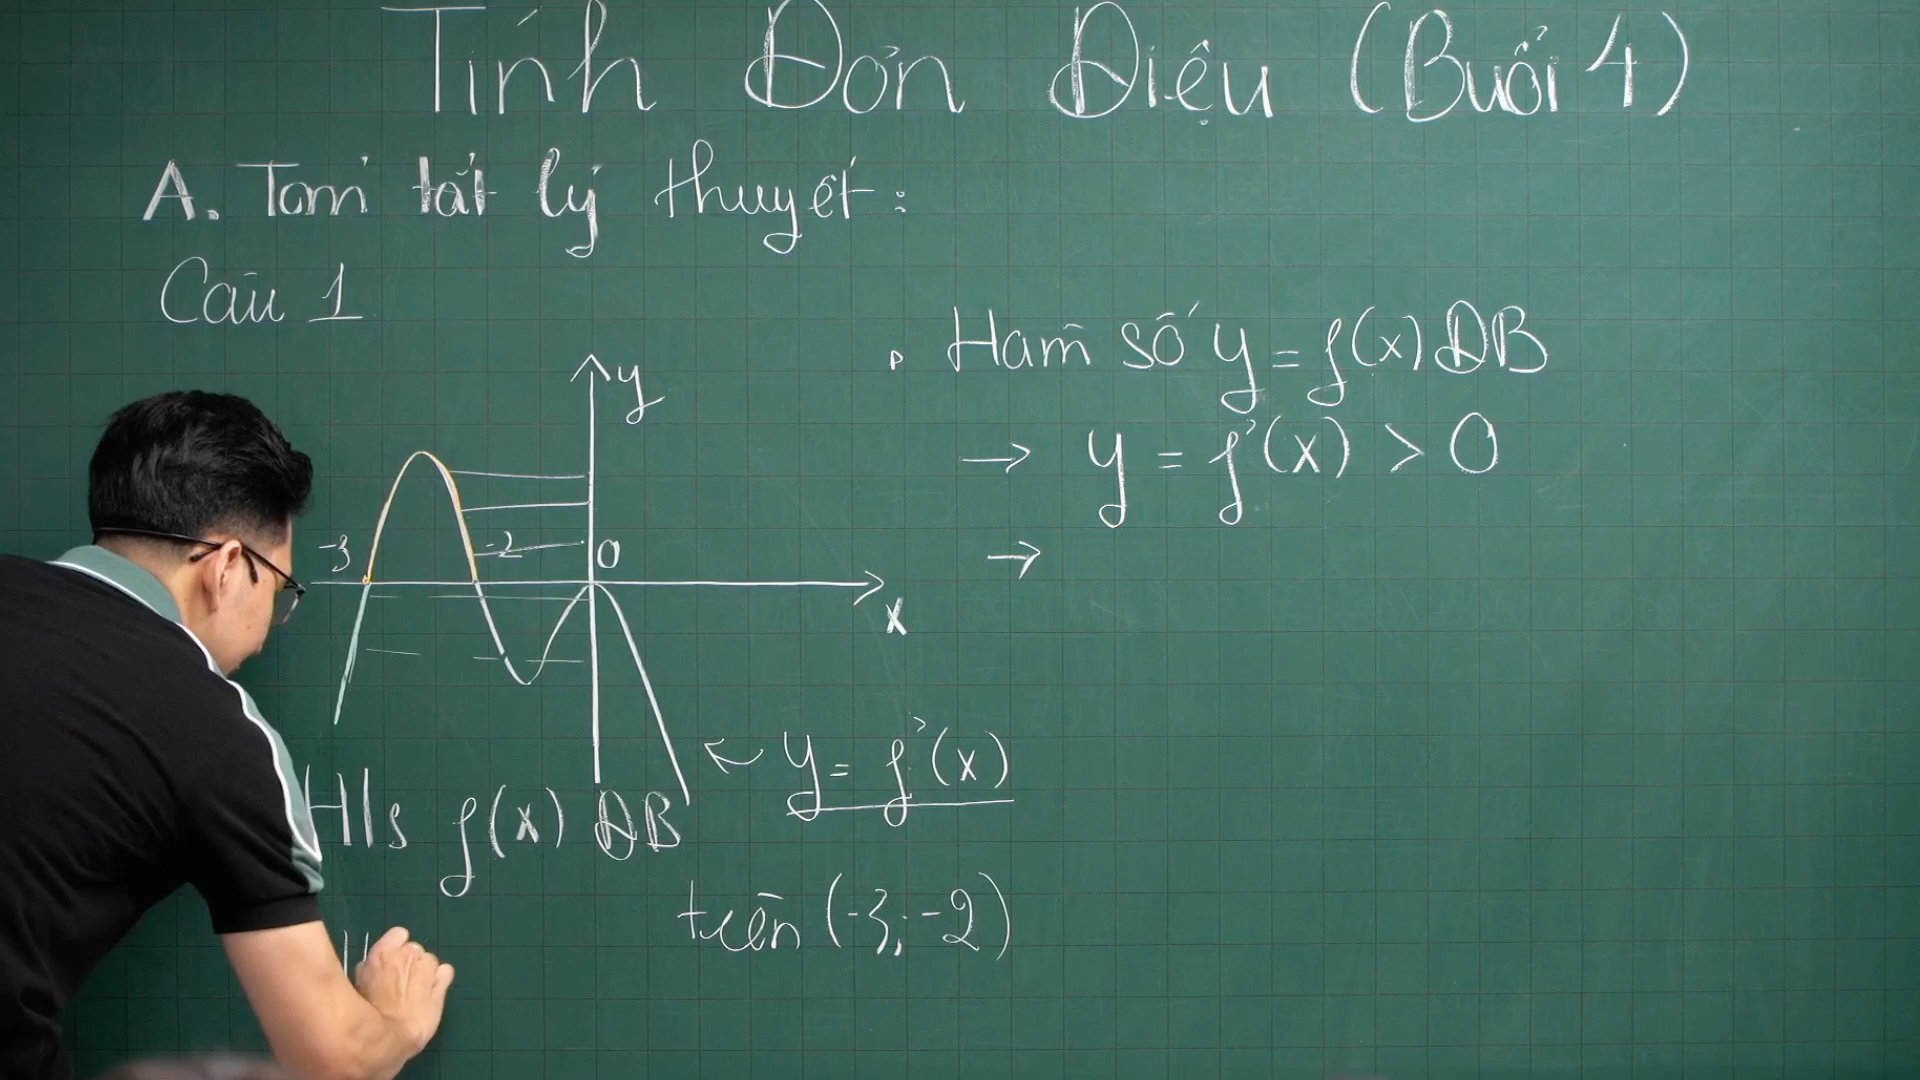 Tính Đơn Điệu (Buổi 4)
A. Tóm tắt lý thuyết:
Câu 1
y
-3
-2
0
x
y = f'(x)
H/s f(x) ĐB
trên (-3; -2)
. Hàm số y = f(x) ĐB
→ y = f'(x) > 0
→